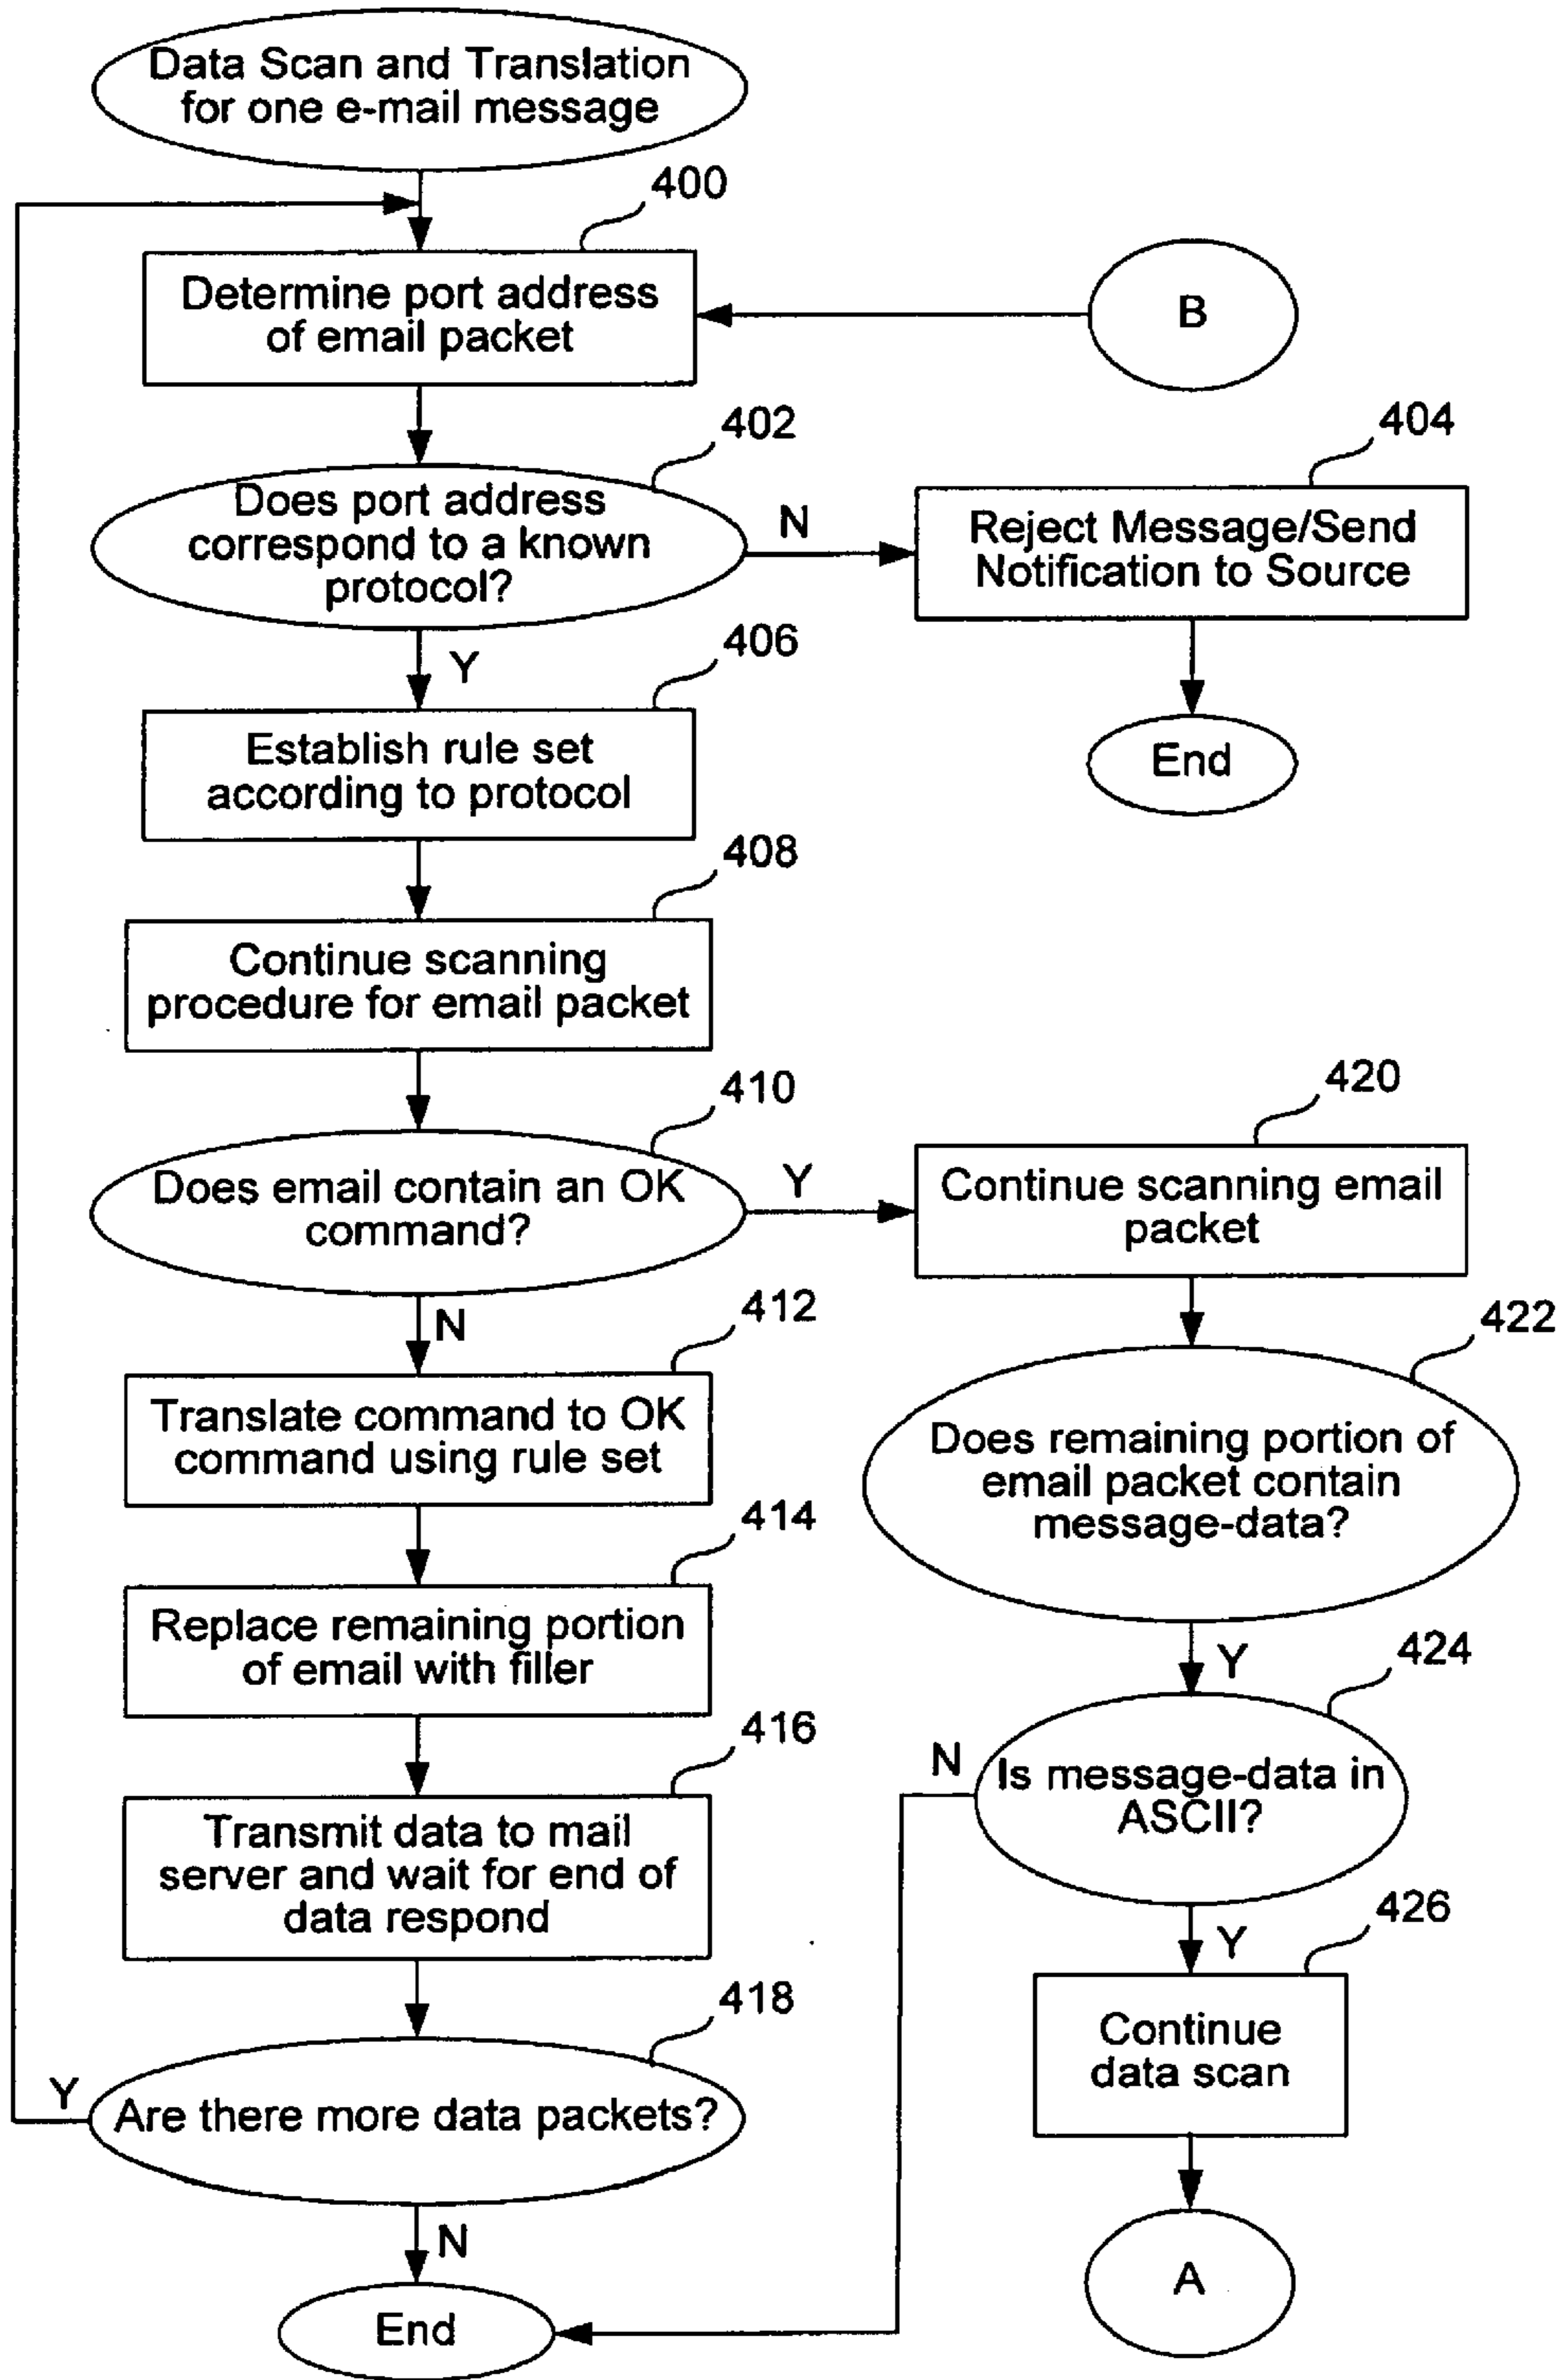 Data Scan and Translation
for one e-mail message
400
Determine port address
of email packet
B
402
Does port address
correspond to a known
protocol?
N
404
Reject Message/Send
Notification to Source
End
Y
406
Establish rule set
according to protocol
408
Continue scanning
procedure for email packet
410
Does email contain an OK
command?
Y
420
Continue scanning email
packet
N
412
Translate command to OK
command using rule set
422
Does remaining portion of
email packet contain
message-data?
414
Replace remaining portion
of email with filler
Y
424
Is message-data in
ASCII?
N
416
Transmit data to mail
server and wait for end of
data respond
Y
426
Continue
data scan
418
Are there more data packets?
Y
N
End
A